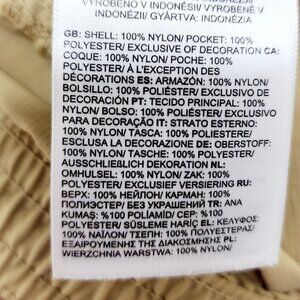 VYROBENO V INDONÉSII/ VYROBENÉ V
INDONÉZII/ GYÁRTVA: INDONÉZIA
GB: SHELL: 100% NYLON/ POCKET: 100%
POLYESTER/ EXCLUSIVE OF DECORATION CA:
COQUE: 100% NYLON/ POCHE: 100%
POLYESTER/ À L'EXCEPTION DES
DÉCORATIONS ES: ARMAZÓN: 100% NYLON/
BOLSILLO: 100% POLIÉSTER/ EXCLUSIVO DE
DECORACIÓN PT: TECIDO PRINCIPAL: 100%
NYLON/ BOLSO: 100% POLIÉSTER/ EXCLUSIVO
PARA DECORAÇÃO IT: STRATO ESTERNO:
100% NYLON/ TASCA: 100% POLIESTERE/
ESCLUSA LA DECORAZIONE DE: OBERSTOFF:
100% NYLON/ TASCHE: 100% POLYESTER/
AUSSCHLIEßLICH DEKORATION NL:
OMHULSEL: 100% NYLON/ ZAK: 100%
POLYESTER/ EXCLUSIEF VERSIERING RU:
ВЕРХ: 100% НЕЙЛОН/ КАРМАН: 100%
ПОЛИЭСТЕР/ БЕЗ УКРАШЕНИЙ TR: ANA
KUMAŞ: %100 POLİAMİD/ CEP: %100
POLYESTER/ SÜSLEME HARİÇ EL: ΚΕΛΥΦΟΣ:
100% ΝΑΪΛΟΝ/ ΤΣΕΠΗ: 100% ΠΟΛΥΕΣΤΕΡΑΣ/
ΕΞΑΙΡΟΥΜΕΝΗΣ ΤΗΣ ΔΙΑΚΟΣΜΗΣΗΣ PL:
WIERZCHNIA WARSTWA: 100% NYLON/